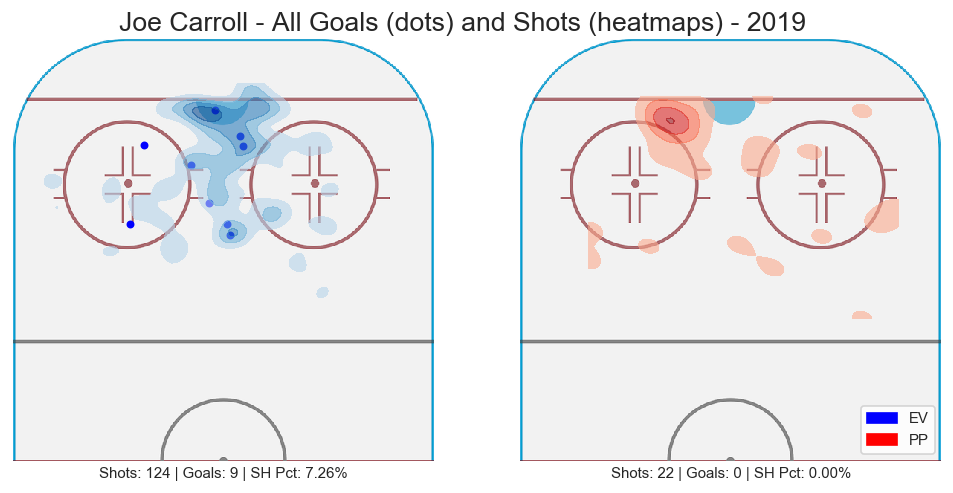 Joe Carroll - All Goals (dots) and Shots (heatmaps) - 2019
EV
PP
Shots: 124 | Goals: 9 | SH Pct: 7.26%
Shots: 22 | Goals: 0 | SH Pct: 0.00%